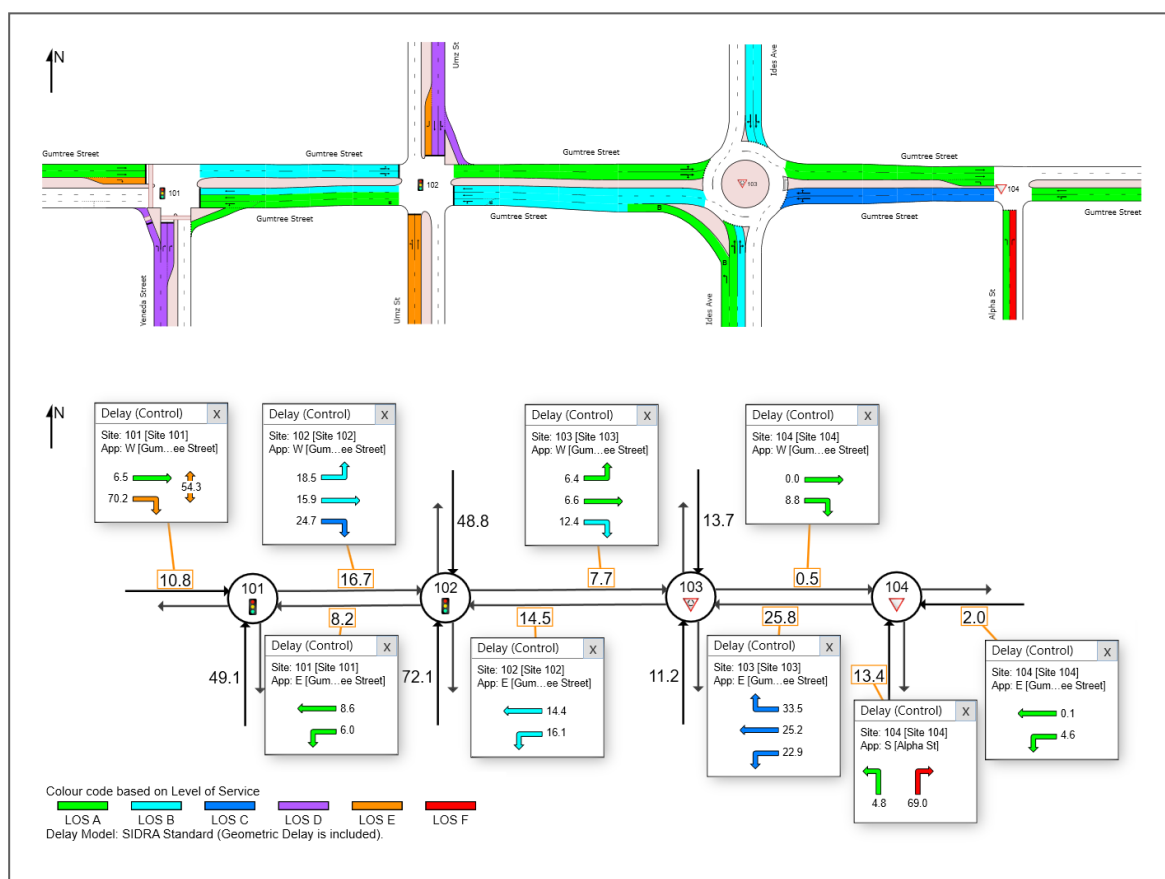 N
Umz St
Ides Ave
Gumtree Street
Gumtree Street
Gumtree Street
Gumtree Street
101
102
103
104
Gumtree Street
Gumtree Street
Gumtree Street
B
B
B
Yeneda Street
Umz St
Ides Ave
Alpha St
N
Delay (Control) X
Site: 101 [Site 101]
App: W [Gum...ee Street]
6.5
70.2
54.3
Delay (Control) X
Site: 102 [Site 102]
App: W [Gum...ee Street]
18.5
15.9
24.7
Delay (Control) X
Site: 103 [Site 103]
App: W [Gum...ee Street]
6.4
6.6
12.4
Delay (Control) X
Site: 104 [Site 104]
App: W [Gum...ee Street]
0.0
8.8
48.8
13.7
10.8
16.7
7.7
0.5
101
102
103
104
8.2
14.5
25.8
2.0
49.1
72.1
11.2
13.4
Delay (Control) X
Site: 101 [Site 101]
App: E [Gum...ee Street]
8.6
6.0
Delay (Control) X
Site: 102 [Site 102]
App: E [Gum...ee Street]
14.4
16.1
Delay (Control) X
Site: 103 [Site 103]
App: E [Gum...ee Street]
33.5
25.2
22.9
Delay (Control) X
Site: 104 [Site 104]
App: S [Alpha St]
4.8
69.0
Delay (Control) X
Site: 104 [Site 104]
App: E [Gum...ee Street]
0.1
4.6
Colour code based on Level of Service
LOS A LOS B LOS C LOS D LOS E LOS F
Delay Model: SIDRA Standard (Geometric Delay is included).